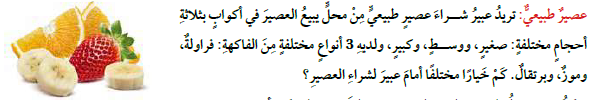 عصيرٌ طبيعيٌّ: تريدُ عبيرُ شــراءَ عصيرٍ طبيعيٍّ مِنْ محلٍّ يبيعُ العصيرَ في أكوابٍ بثلاثةِ
أحجامٍ مختلفةٍ: صغيرٍ، ووســطٍ، وكبيرٍ، ولديهِ 3 أنواعٍ مختلفةٍ مِنَ الفاكهةِ: فراولةٌ،
وموزٌ، وبرتقالٌ. كَمْ خيارًا مختلفًا أمامَ عبيرَ لشراءِ العصيرِ؟